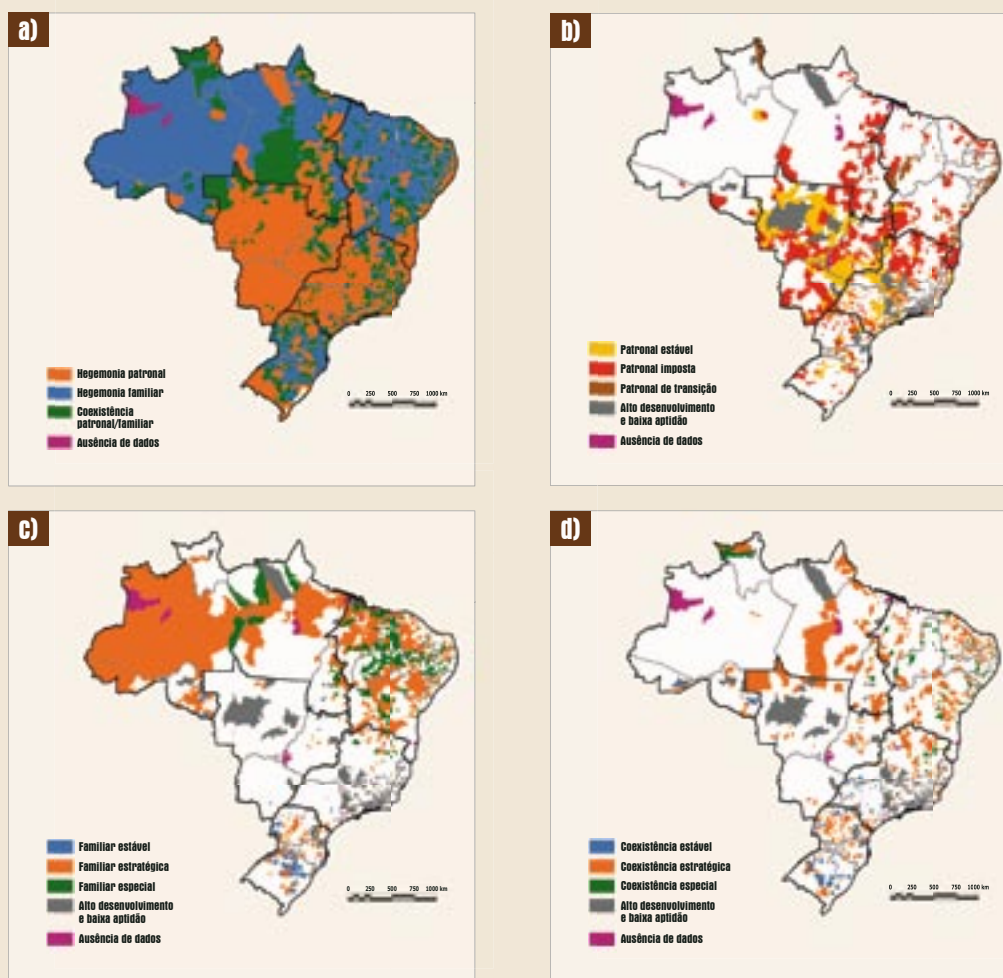 a)
Hegemonia patronal
Hegemonia familiar
Coexistência
patronal/familiar
Ausência de dados
0 250 500 750 1000 km
b)
Patronal estável
Patronal imposta
Patronal de transição
Alto desenvolvimento
e baixa aptidão
Ausência de dados
0 250 500 750 1000 km
c)
Familiar estável
Familiar estratégica
Familiar especial
Alto desenvolvimento
e baixa aptidão
Ausência de dados
0 250 500 750 1000 km
d)
Coexistência estável
Coexistência estratégica
Coexistência especial
Alto desenvolvimento
e baixa aptidão
Ausência de dados
0 250 500 750 1000 km